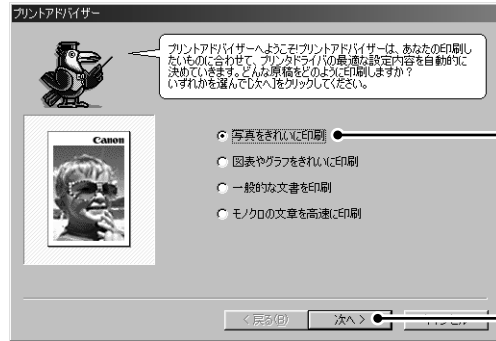 プリントアドバイザー
プリントアドバイザーへようこそ!プリントアドバイザーは、あなたの印刷し
たいものに合わせて、プリンタドライバの最適な設定内容を自動的に
決めていきます。どんな原稿をどのように印刷しますか?
いずれかを選んで[次へ]をクリックしてください。
Canon
写真をきれいに印刷
図表やグラフをきれいに印刷
一般的な文書を印刷
モノクロの文章を高速に印刷
< 戻る(B)
次へ >